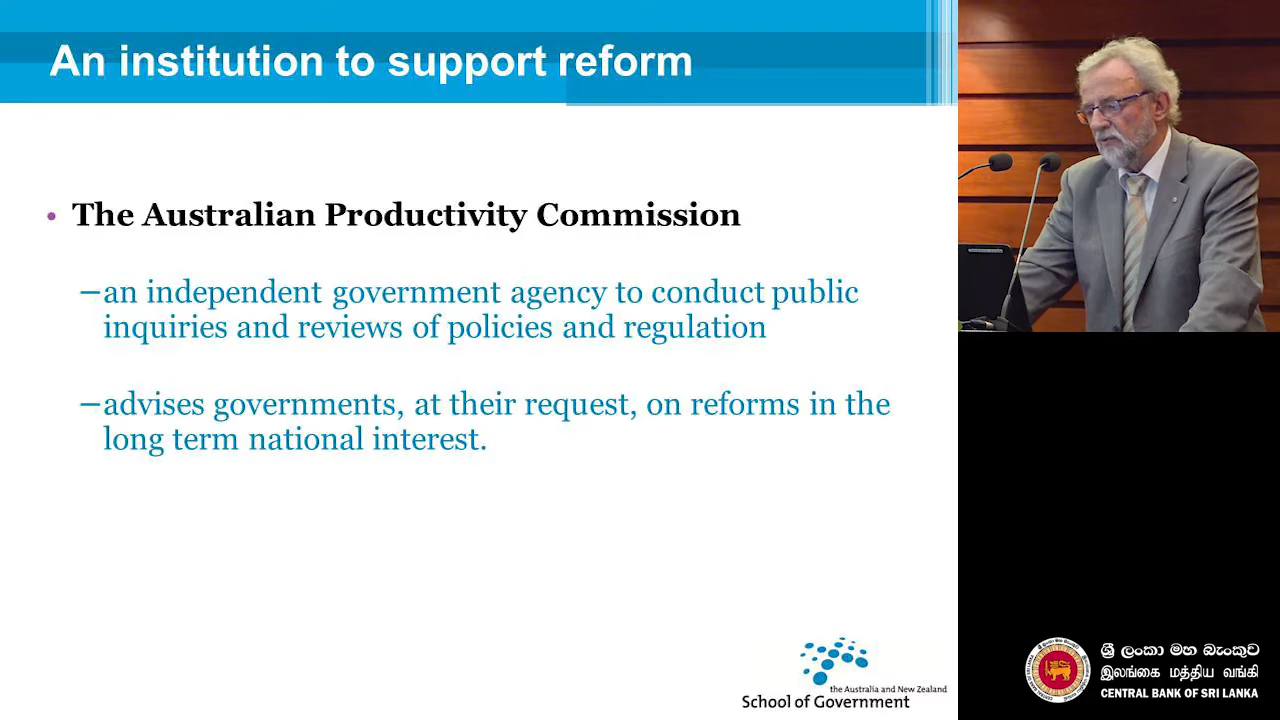 An institution to support reform
• The Australian Productivity Commission
–an independent government agency to conduct public
inquiries and reviews of policies and regulation
–advises governments, at their request, on reforms in the
long term national interest.
the Australia and New Zealand
School of Government
ශ්‍රී ලංකා මහ බැංකුව
இலங்கை மத்திய வங்கி
CENTRAL BANK OF SRI LANKA